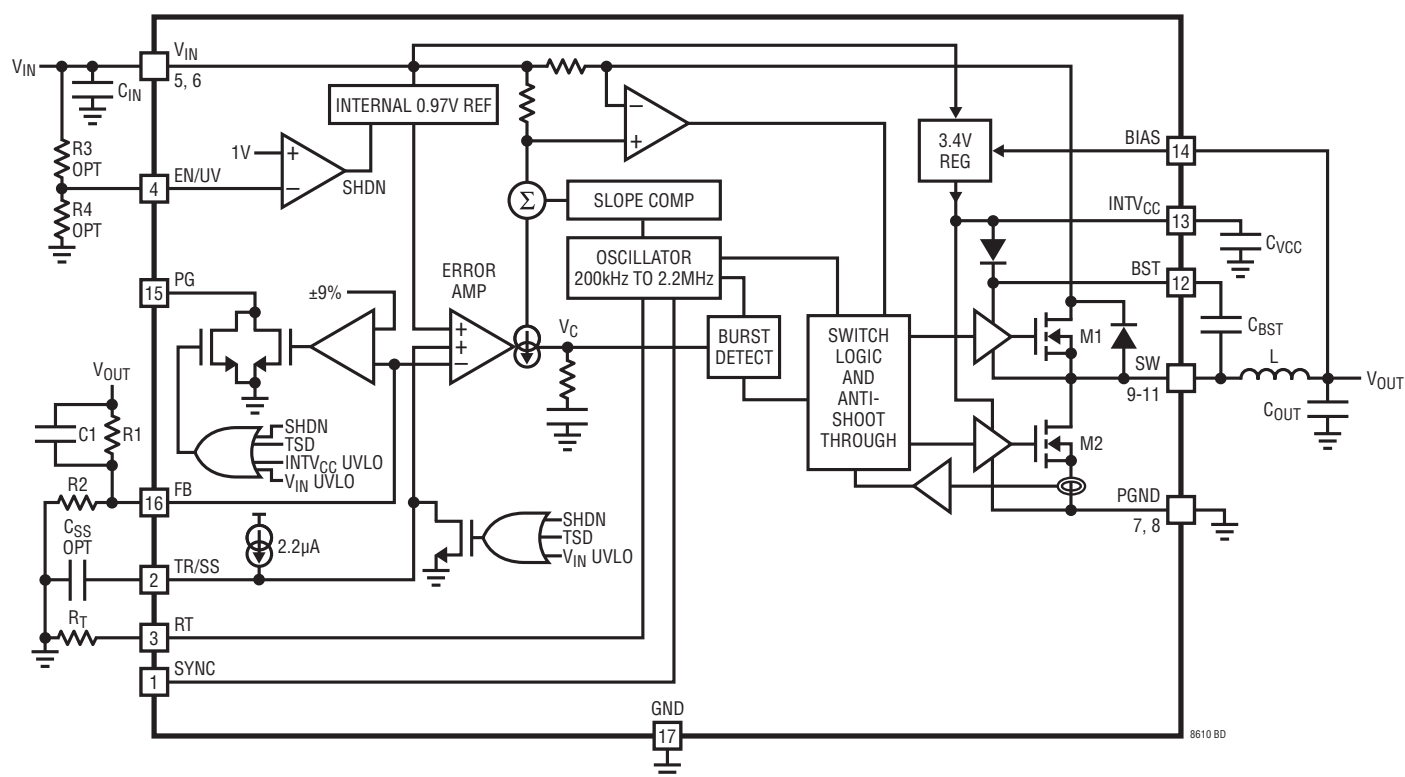 VIN
VIN
5, 6
CIN
INTERNAL 0.97V REF
R3
OPT
1V
+
−
SHDN
4
EN/UV
R4
OPT
−
+
3.4V
REG
BIAS
14
Σ
SLOPE COMP
INTVCC
13
CVCC
OSCILLATOR
200kHz TO 2.2MHz
BST
12
CBST
15
PG
±9%
ERROR
AMP
+
+
−
VC
BURST
DETECT
SWITCH
LOGIC
AND
ANTI-
SHOOT
THROUGH
M1
SW
9-11
L
VOUT
COUT
VOUT
C1
R1
SHDN
TSD
INTVCC UVLO
VIN UVLO
M2
R2
16
FB
PGND
7, 8
CSS
OPT
2.2µA
SHDN
TSD
VIN UVLO
2
TR/SS
RT
3
RT
1
SYNC
GND
17
8610 BD